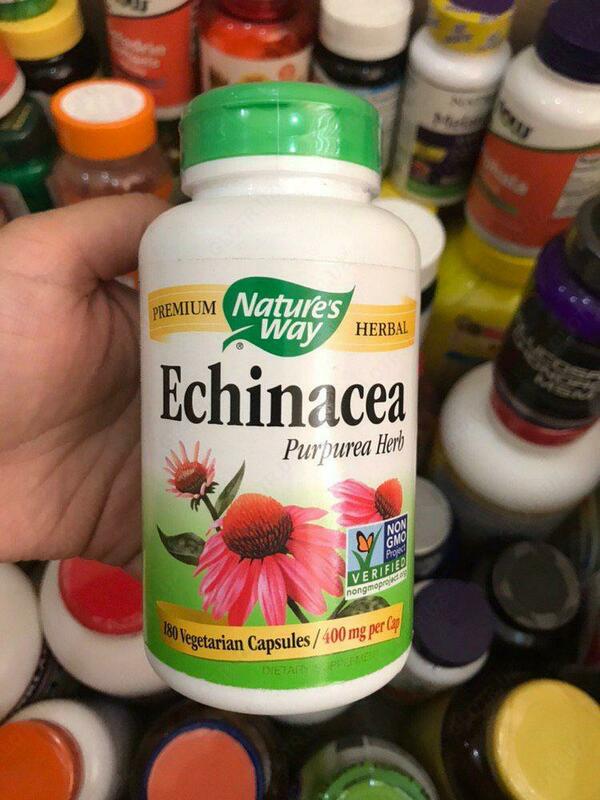 PREMIUM
Nature's
Way
®
HERBAL
Echinacea
Purpurea Herb
NON
GMO
Project
VERIFIED
nongmoproject.org
180 Vegetarian Capsules / 400 mg per Cap
DIETARY SUPPLEMENT
NOW